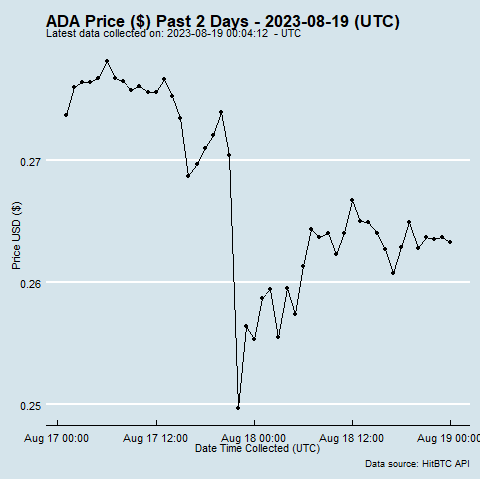 ADA Price ($) Past 2 Days - 2023-08-19 (UTC)
Latest data collected on: 2023-08-19 00:04:12 - UTC
Price USD ($)
0.27
0.26
0.25
Aug 17 00:00 Aug 17 12:00 Aug 18 00:00 Aug 18 12:00 Aug 19 00:00
Date Time Collected (UTC)
Data source: HitBTC API